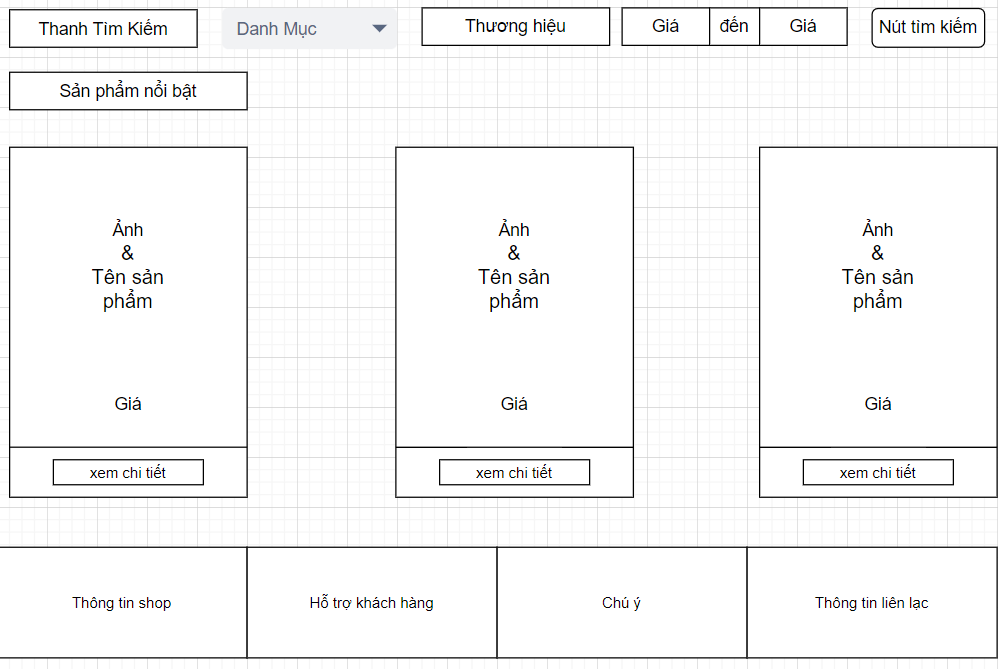 Thanh Tìm Kiếm
Danh Mục
Thương hiệu
Giá
đến
Giá
Nút tìm kiếm
Sản phẩm nổi bật
Ảnh
&
Tên sản
phẩm
Giá
xem chi tiết
Ảnh
&
Tên sản
phẩm
Giá
xem chi tiết
Ảnh
&
Tên sản
phẩm
Giá
xem chi tiết
Thông tin shop
Hỗ trợ khách hàng
Chú ý
Thông tin liên lạc